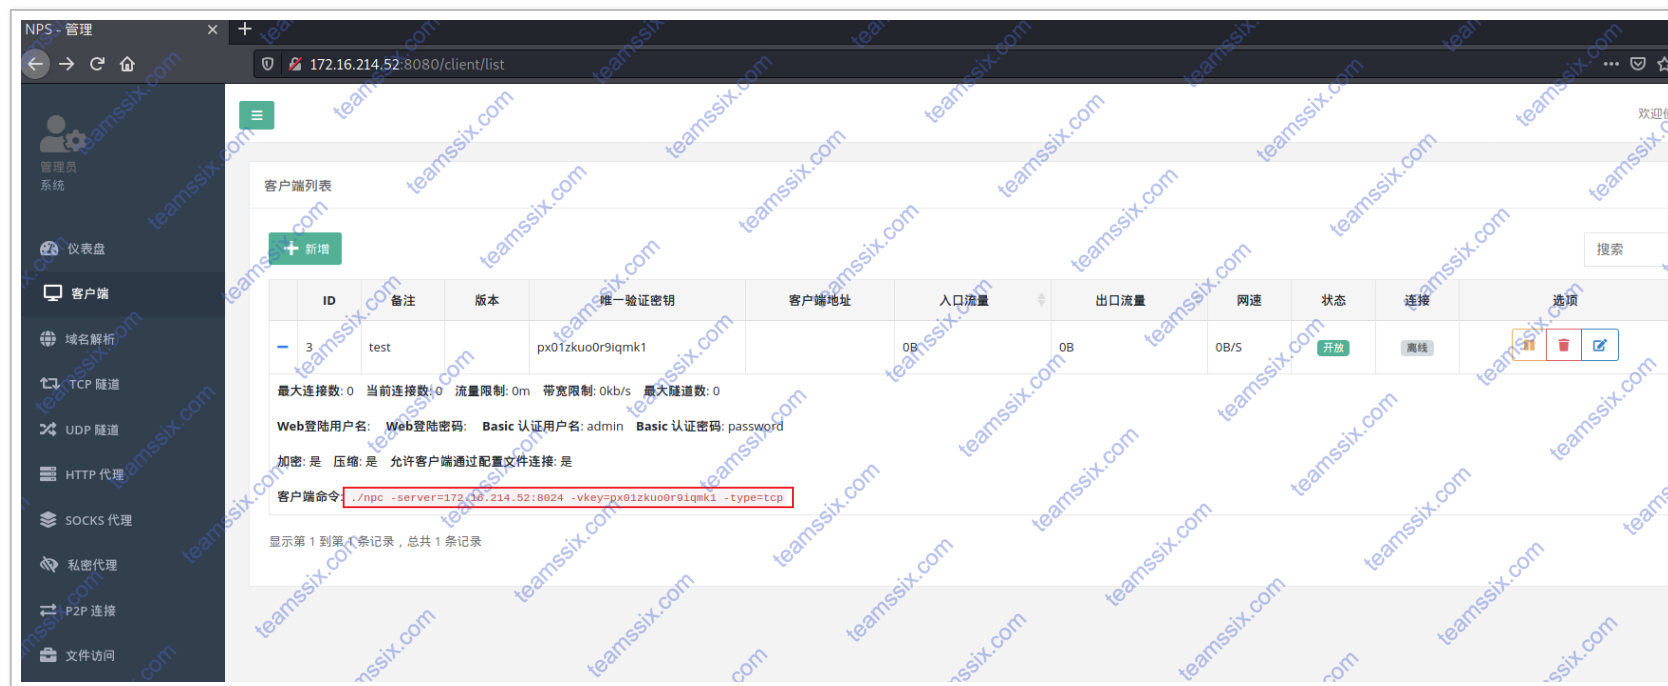 NPS - 管理
172.16.214.52:8080/client/list
欢迎使
管理员
系统
仪表盘
客户端
域名解析
TCP 隧道
UDP 隧道
HTTP 代理
SOCKS 代理
私密代理
P2P 连接
文件访问
客户端列表
新增
搜索
ID 备注 版本 唯一验证密钥 客户端地址 入口流量 出口流量 网速 状态 连接 选项
3 test px01zkuo0r9iqmk1 0B 0B 0B/S 开放 离线
最大连接数: 0 当前连接数: 0 流量限制: 0m 带宽限制: 0kb/s 最大隧道数: 0
Web登陆用户名: Web登陆密码: Basic 认证用户名: admin Basic 认证密码: password
加密: 是 压缩: 是 允许客户端通过配置文件连接: 是
客户端命令: ./npc -server=172.16.214.52:8024 -vkey=px01zkuo0r9iqmk1 -type=tcp
显示第 1 到第 1 条记录，总共 1 条记录
teamssix.com